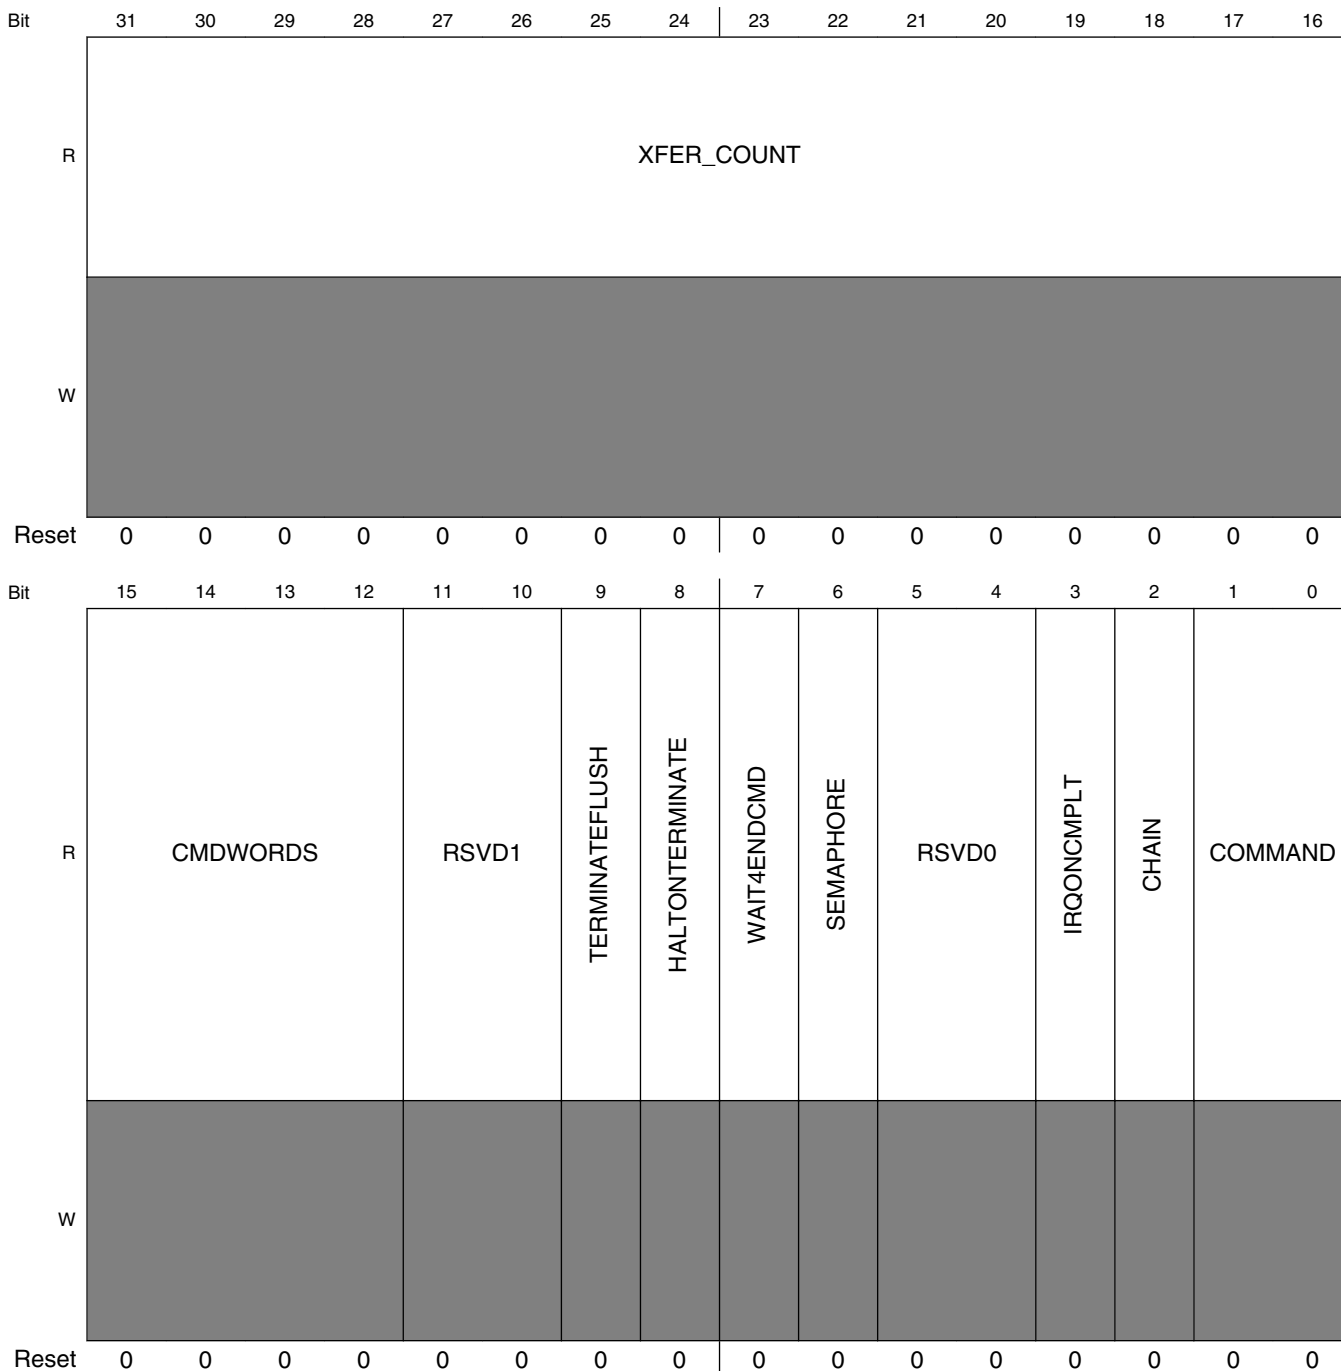 Bit 31 30 29 28 27 26 25 24 23 22 21 20 19 18 17 16
R XFER_COUNT
W
Reset 0 0 0 0 0 0 0 0 0 0 0 0 0 0 0 0
Bit 15 14 13 12 11 10 9 8 7 6 5 4 3 2 1 0
R CMDWORDS RSVD1 TERMINATEFLUSH HALTONTERMINATE WAIT4ENDCMD SEMAPHORE RSVD0 IRQONCMPLT CHAIN COMMAND
W
Reset 0 0 0 0 0 0 0 0 0 0 0 0 0 0 0 0